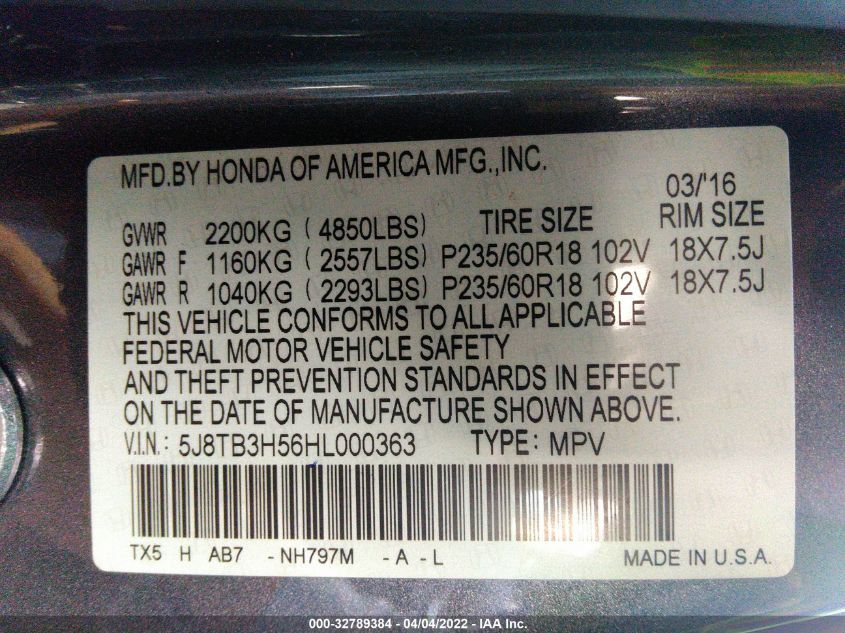 MFD.BY HONDA OF AMERICA MFG.,INC.
03/'16
GVWR 2200KG (4850LBS) TIRE SIZE RIM SIZE
GAWR F 1160KG (2557LBS) P235/60R18 102V 18X7.5J
GAWR R 1040KG (2293LBS) P235/60R18 102V 18X7.5J
THIS VEHICLE CONFORMS TO ALL APPLICABLE
FEDERAL MOTOR VEHICLE SAFETY
AND THEFT PREVENTION STANDARDS IN EFFECT
ON THE DATE OF MANUFACTURE SHOWN ABOVE.
V.I.N.: 5J8TB3H56HL000363 TYPE: MPV
TX5 H AB7 -NH797M -A-L MADE IN U.S.A.
000-32789384 - 04/04/2022 - IAA Inc.